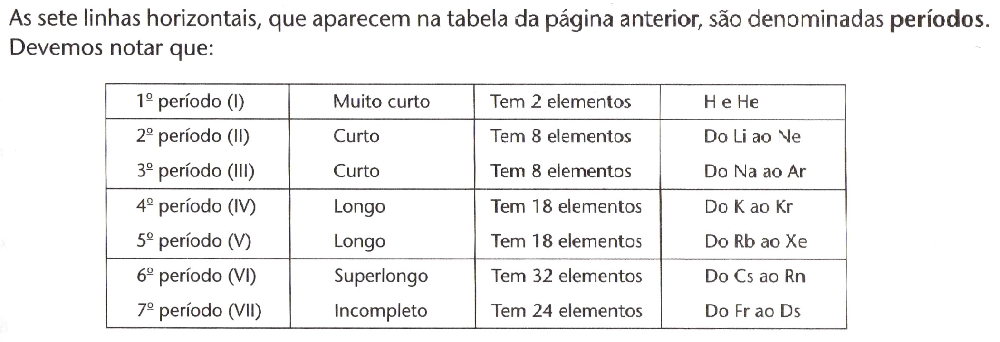 As sete linhas horizontais, que aparecem na tabela da página anterior, são denominadas períodos.
Devemos notar que:
1º período (I) Muito curto Tem 2 elementos H e He
2º período (II) Curto Tem 8 elementos Do Li ao Ne
3º período (III) Curto Tem 8 elementos Do Na ao Ar
4º período (IV) Longo Tem 18 elementos Do K ao Kr
5º período (V) Longo Tem 18 elementos Do Rb ao Xe
6º período (VI) Superlongo Tem 32 elementos Do Cs ao Rn
7º período (VII) Incompleto Tem 24 elementos Do Fr ao Ds